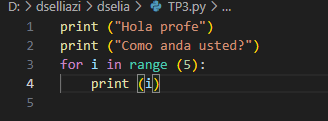 D: > dselliazi > dselia > TP3.py > ...
1 print ("Hola profe")
2 print ("Como anda usted?")
3 for i in range (5):
4 print (i)
5